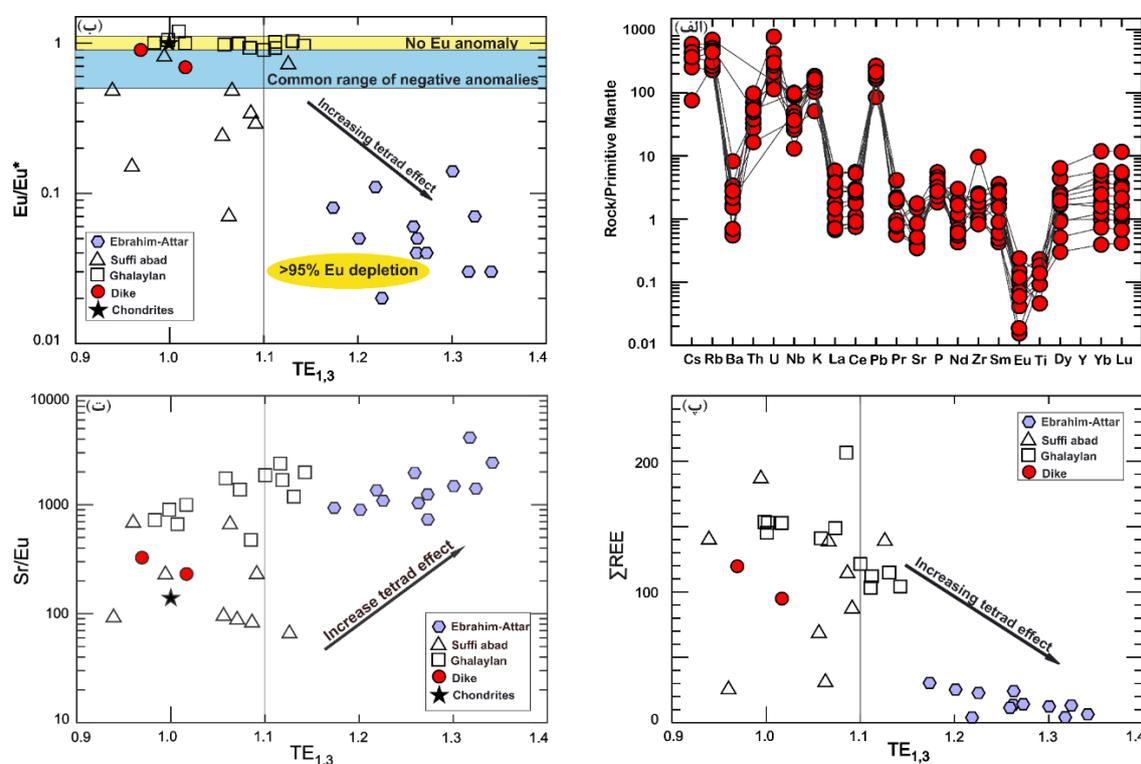 (ب)
1
0.1
0.01
Eu/Eu*
No Eu anomaly
Common range of negative anomalies
Increasing tetrad effect
>95% Eu depletion
Ebrahim-Attar
Suffi abad
Ghalaylan
Dike
Chondrites
0.9 1.0 1.1 1.2 1.3 1.4
TE1,3
(الف)
1000
100
10
1
0.1
0.01
Rock/Primitive Mantle
Cs Rb Ba Th U Nb K La Ce Pb Pr Sr P Nd Zr Sm Eu Ti Dy Y Yb Lu
(ت)
10000
1000
100
10
Sr/Eu
Increase tetrad effect
Ebrahim-Attar
Suffi abad
Ghalaylan
Dike
Chondrites
0.9 1.0 1.1 1.2 1.3 1.4
TE1,3
(پ)
200
100
0
∑REE
Increasing tetrad effect
Ebrahim-Attar
Suffi abad
Ghalaylan
Dike
1.0 1.1 1.2 1.3 1.4
TE1,3